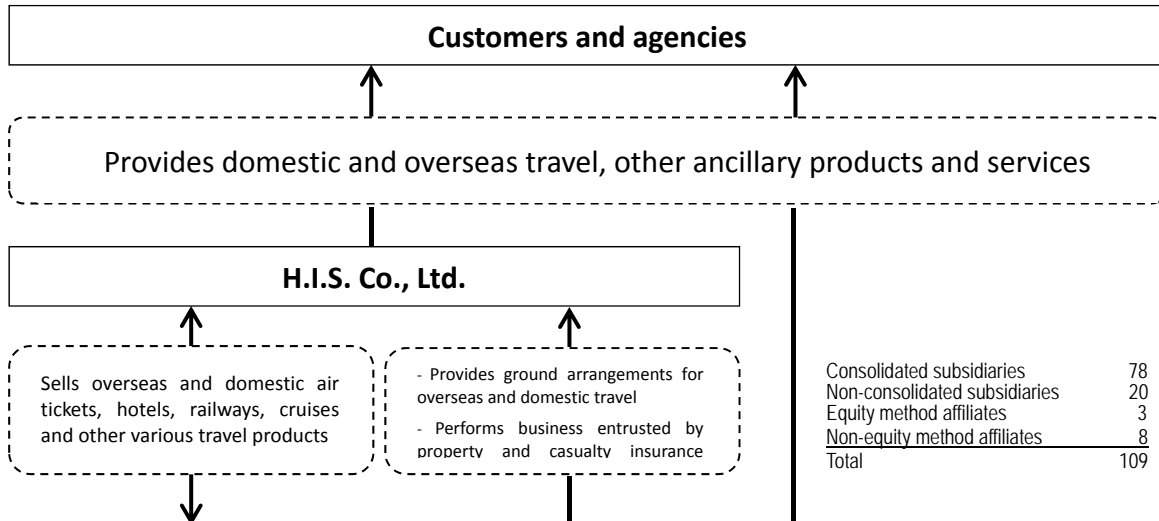 Customers and agencies
Provides domestic and overseas travel, other ancillary products and services
H.I.S. Co., Ltd.
Sells overseas and domestic air
tickets, hotels, railways, cruises
and other various travel products
- Provides ground arrangements for
overseas and domestic travel
- Performs business entrusted by
property and casualty insurance
Consolidated subsidiaries 78
Non-consolidated subsidiaries 20
Equity method affiliates 3
Non-equity method affiliates 8
Total 109